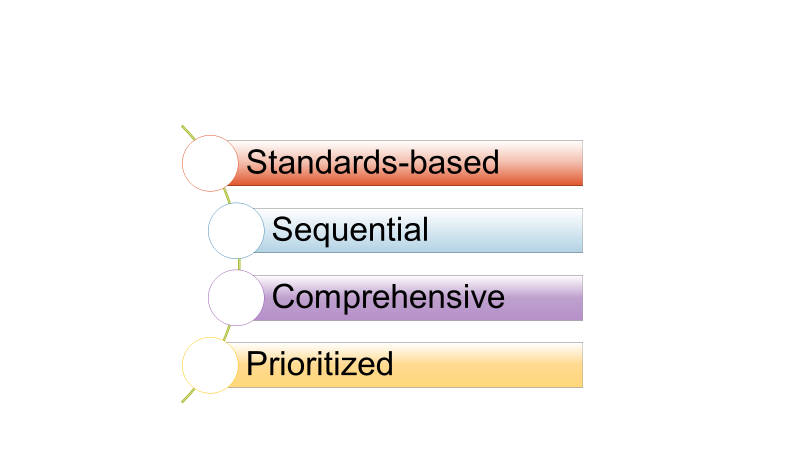 Standards-based
Sequential
Comprehensive
Prioritized